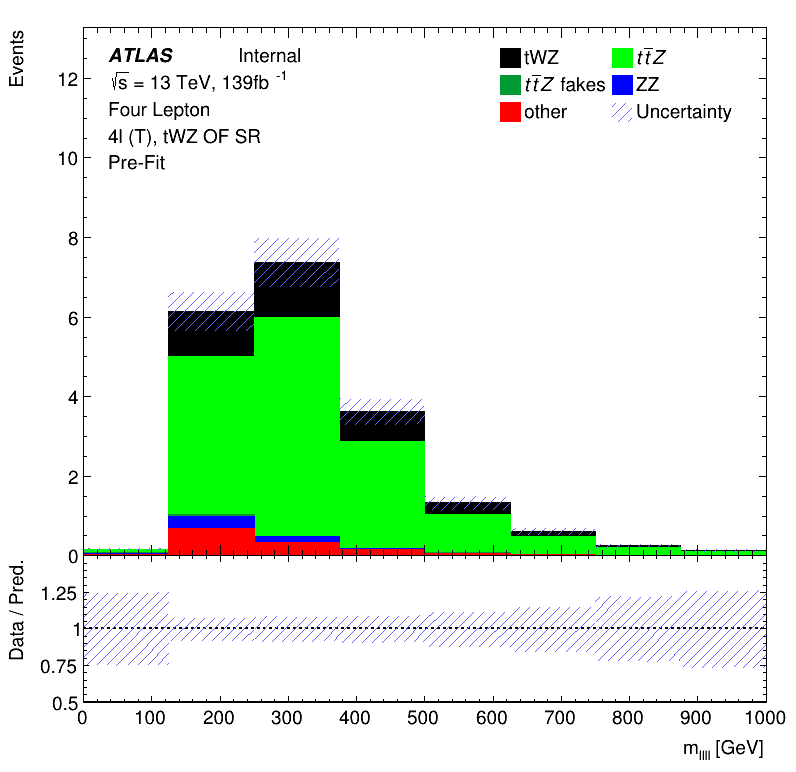 Events
ATLAS Internal
√s = 13 TeV, 139fb -1
Four Lepton
4l (T), tWZ OF SR
Pre-Fit
tWZ tt̄Z
tt̄Z fakes ZZ
other Uncertainty
12
10
8
6
4
2
0
Data / Pred.
1.25
1
0.75
0.5
0 100 200 300 400 500 600 700 800 900 1000
m_llll [GeV]